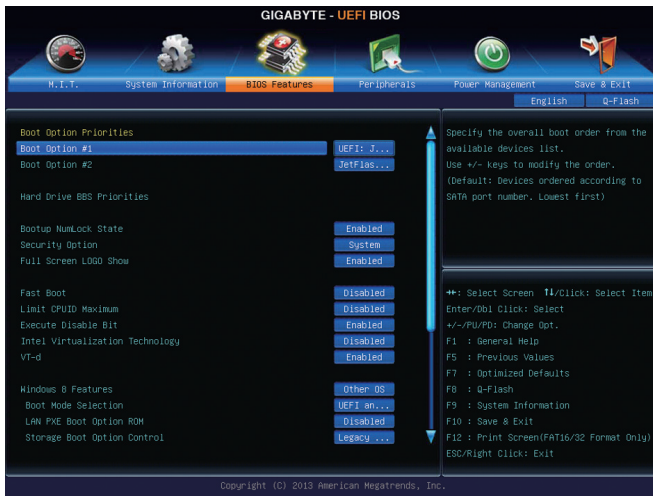 GIGABYTE - UEFI BIOS
M.I.T. System Information BIOS Features Peripherals Power Management Save & Exit
English Q-Flash
Boot Option Priorities
Boot Option #1 UEFI: J...
Boot Option #2 JetFlas...
Hard Drive BBS Priorities
Bootup NumLock State Enabled
Security Option System
Full Screen LOGO Show Enabled
Fast Boot Disabled
Limit CPUID Maximum Disabled
Execute Disable Bit Enabled
Intel Virtualization Technology Disabled
VT-d Enabled
Windows 8 Features Other OS
Boot Mode Selection UEFI an...
LAN PXE Boot Option ROM Disabled
Storage Boot Option Control Legacy ...
Specify the overall boot order from the
available devices list.
Use +/- keys to modify the order.
(Default: Devices ordered according to
SATA port number. Lowest first)
→←: Select Screen ↑↓/Click: Select Item
Enter/Dbl Click: Select
+/-/PU/PD: Change Opt.
F1 : General Help
F5 : Previous Values
F7 : Optimized Defaults
F8 : Q-Flash
F9 : System Information
F10 : Save & Exit
F12 : Print Screen(FAT16/32 Format Only)
ESC/Right Click: Exit
Copyright (C) 2013 American Megatrends, Inc.